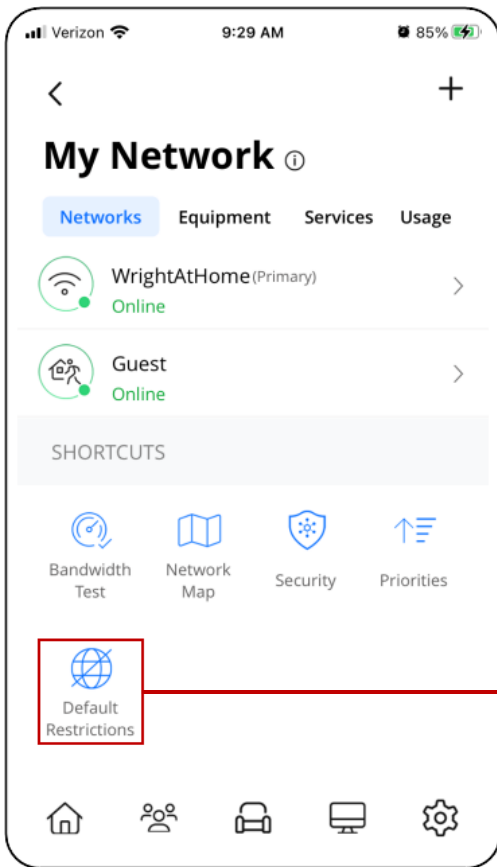 Verizon 9:29 AM 85%
My Network
Networks Equipment Services Usage
WrightAtHome (Primary)
Online
Guest
Online
SHORTCUTS
Bandwidth
Test
Network
Map
Security
Priorities
Default
Restrictions